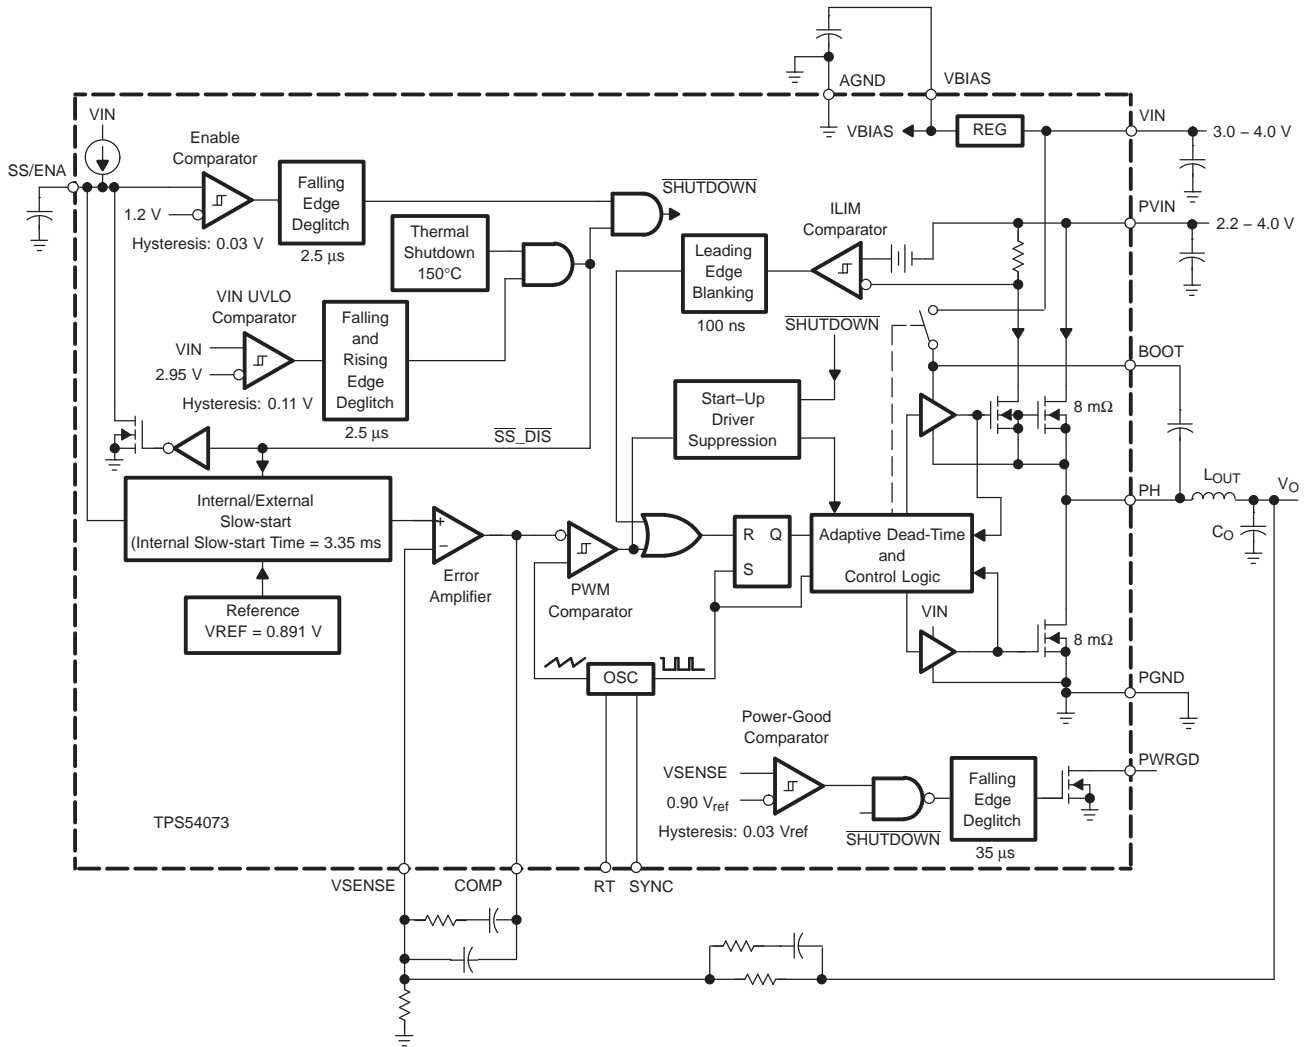 AGND
VBIAS
VIN
VIN
VBIAS
REG
3.0 – 4.0 V
Enable
Comparator
SS/ENA
1.2 V
Hysteresis: 0.03 V
Falling
Edge
Deglitch
2.5 μs
SHUTDOWN
Thermal
Shutdown
150°C
ILIM
Comparator
PVIN
2.2 – 4.0 V
Leading
Edge
Blanking
100 ns
VIN UVLO
Comparator
VIN
2.95 V
Hysteresis: 0.11 V
Falling
and
Rising
Edge
Deglitch
2.5 μs
SHUTDOWN
BOOT
Start–Up
Driver
Suppression
8 mΩ
SS_DIS
Internal/External
Slow-start
(Internal Slow-start Time = 3.35 ms
PH
LOUT
VO
CO
Reference
VREF = 0.891 V
+
−
Error
Amplifier
PWM
Comparator
R Q
S
Adaptive Dead-Time
and
Control Logic
VIN
8 mΩ
OSC
PGND
Power-Good
Comparator
VSENSE
0.90 Vref
Hysteresis: 0.03 Vref
SHUTDOWN
Falling
Edge
Deglitch
35 μs
PWRGD
TPS54073
VSENSE
COMP
RT
SYNC